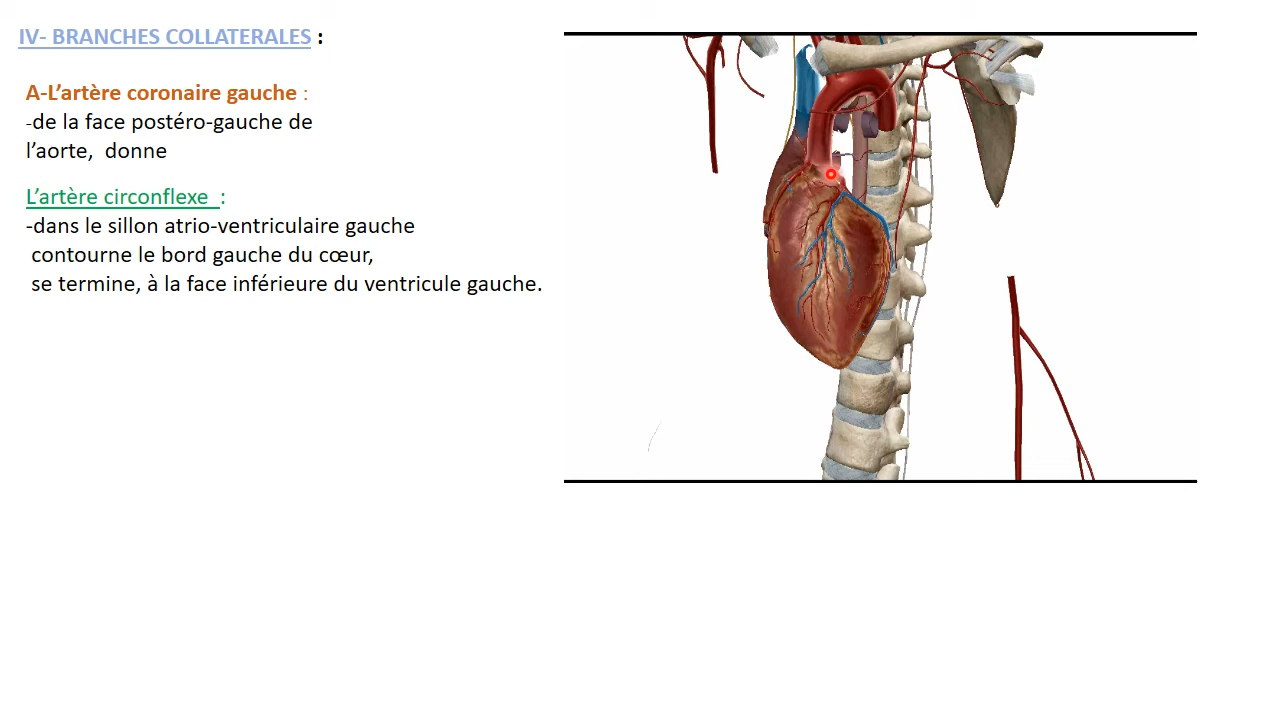 IV- BRANCHES COLLATERALES :
A-L’artère coronaire gauche :
-de la face postéro-gauche de
l’aorte, donne
L’artère circonflexe :
-dans le sillon atrio-ventriculaire gauche
contourne le bord gauche du cœur,
se termine, à la face inférieure du ventricule gauche.